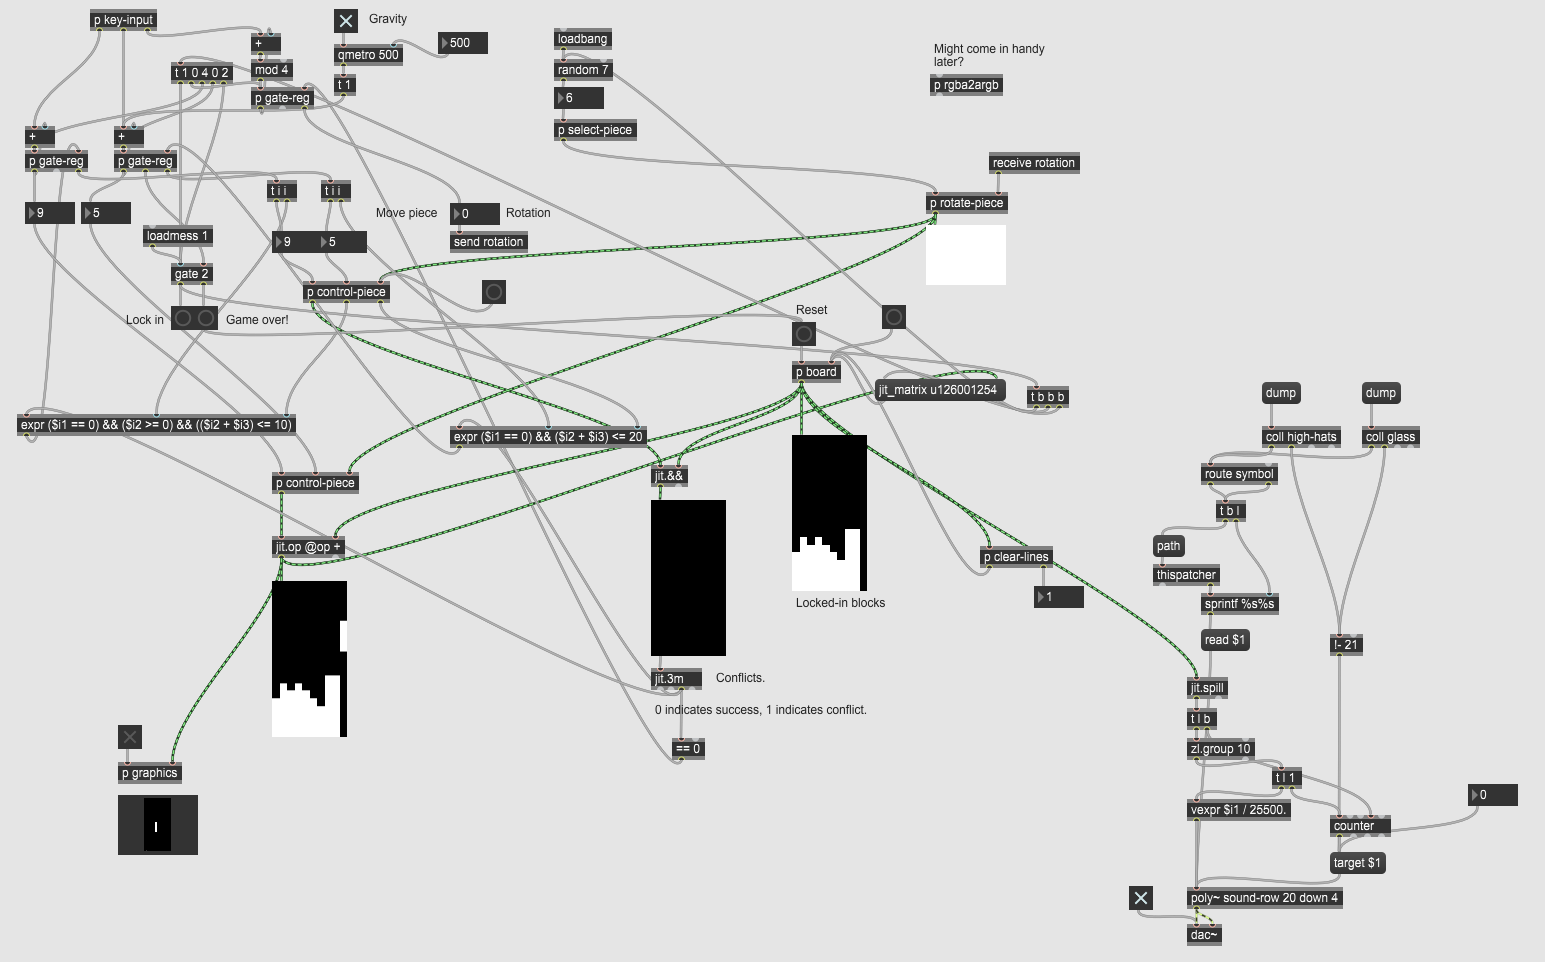 p key-input
Gravity
+
500
qmetro 500
loadbang
Might come in handy
later?
t 1 0 4 0 2
mod 4
random 7
t 1
p rgba2argb
p gate-reg
6
+
+
p select-piece
p gate-reg
p gate-reg
receive rotation
t i i
t i i
p rotate-piece
9
5
Move piece
0
Rotation
loadmess 1
9
5
send rotation
gate 2
p control-piece
Lock in
Game over!
Reset
p board
jit_matrix u126001254
t b b b
dump
dump
expr ($i1 == 0) && ($i2 >= 0) && (($i2 + $i3) <= 10)
expr ($i1 == 0) && ($i2 + $i3) <= 20
coll high-hats
coll glass
p control-piece
jit.&&
route symbol
t b l
jit.op @op +
path
p clear-lines
thispatcher
1
Locked-in blocks
sprintf %s%s
read $1
!- 21
jit.3m
Conflicts.
jit.spill
0 indicates success, 1 indicates conflict.
t l b
== 0
zl.group 10
p graphics
t l 1
0
vexpr $i1 / 25500.
counter
target $1
poly~ sound-row 20 down 4
dac~